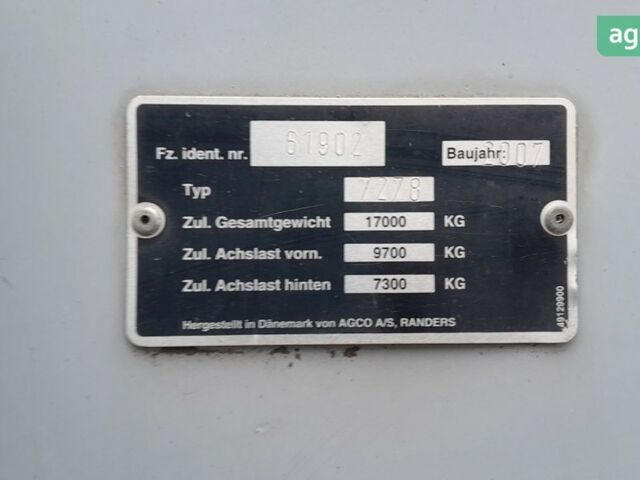 ag
Fz. ident. nr. 61902 Baujahr: 2007
Typ 7278
Zul. Gesamtgewicht 17000 KG
Zul. Achslast vorn. 9700 KG
Zul. Achslast hinten 7300 KG
Hergestellt in Dänemark von AGCO A/S, RANDERS
49129900